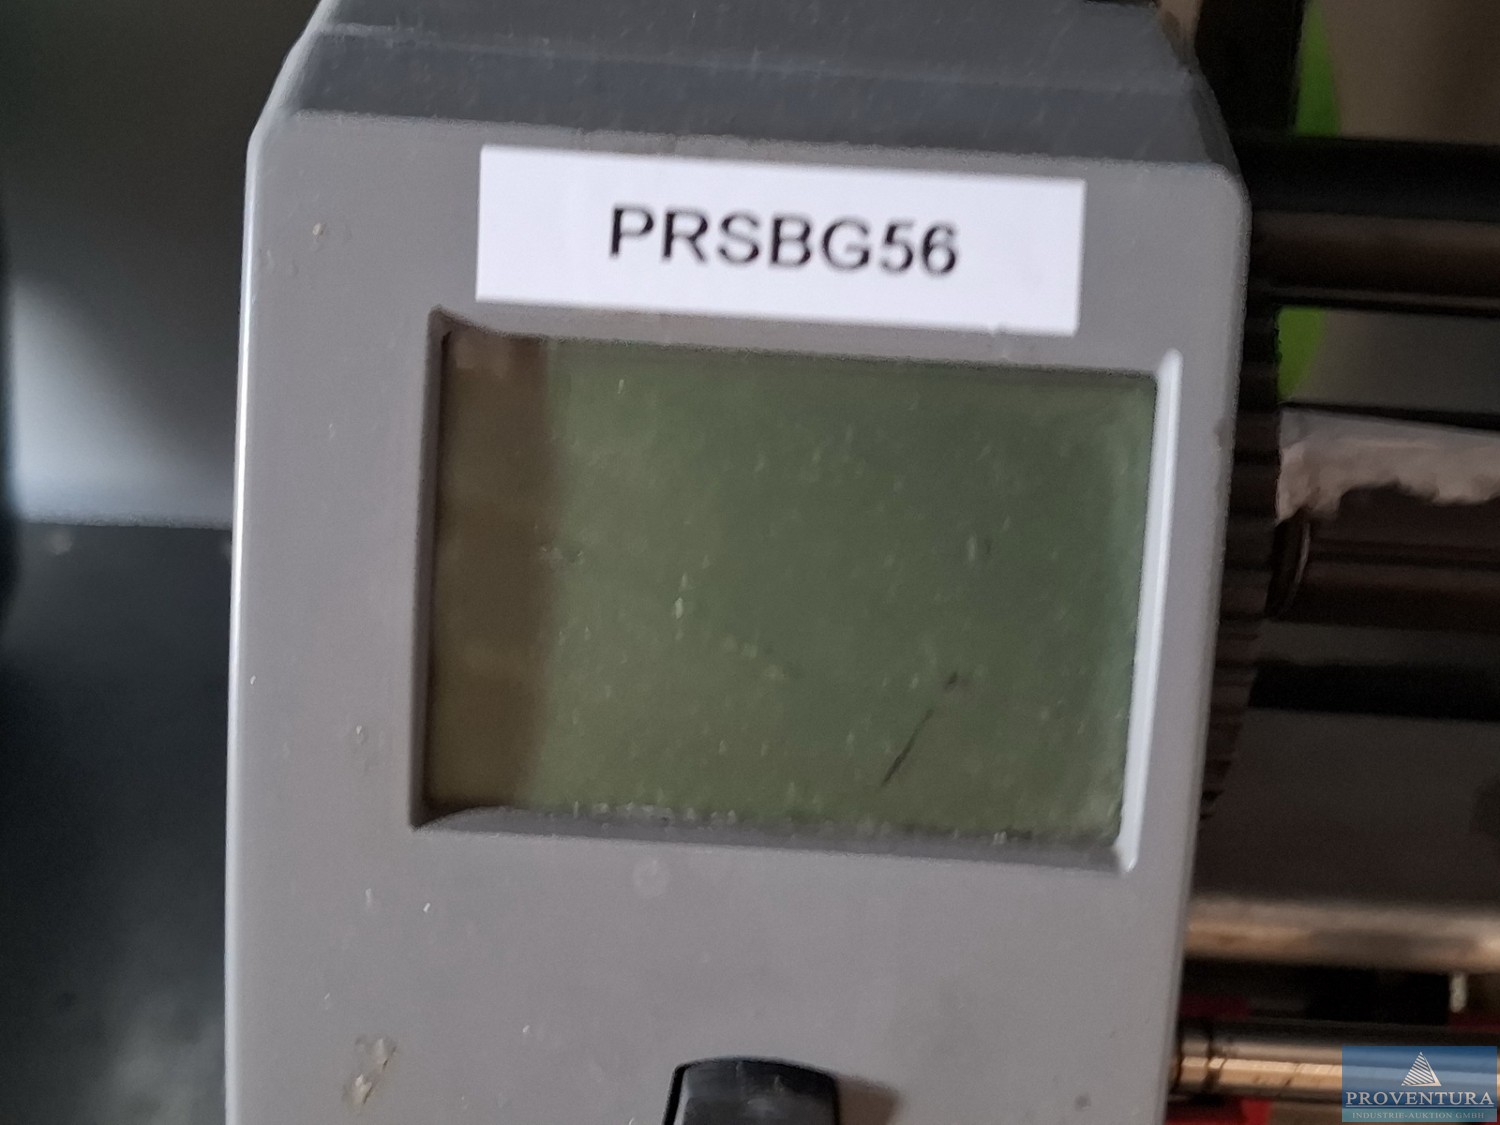 PRSBG56
PROVENTURA
INDUSTRIE-AUKTION GMBH